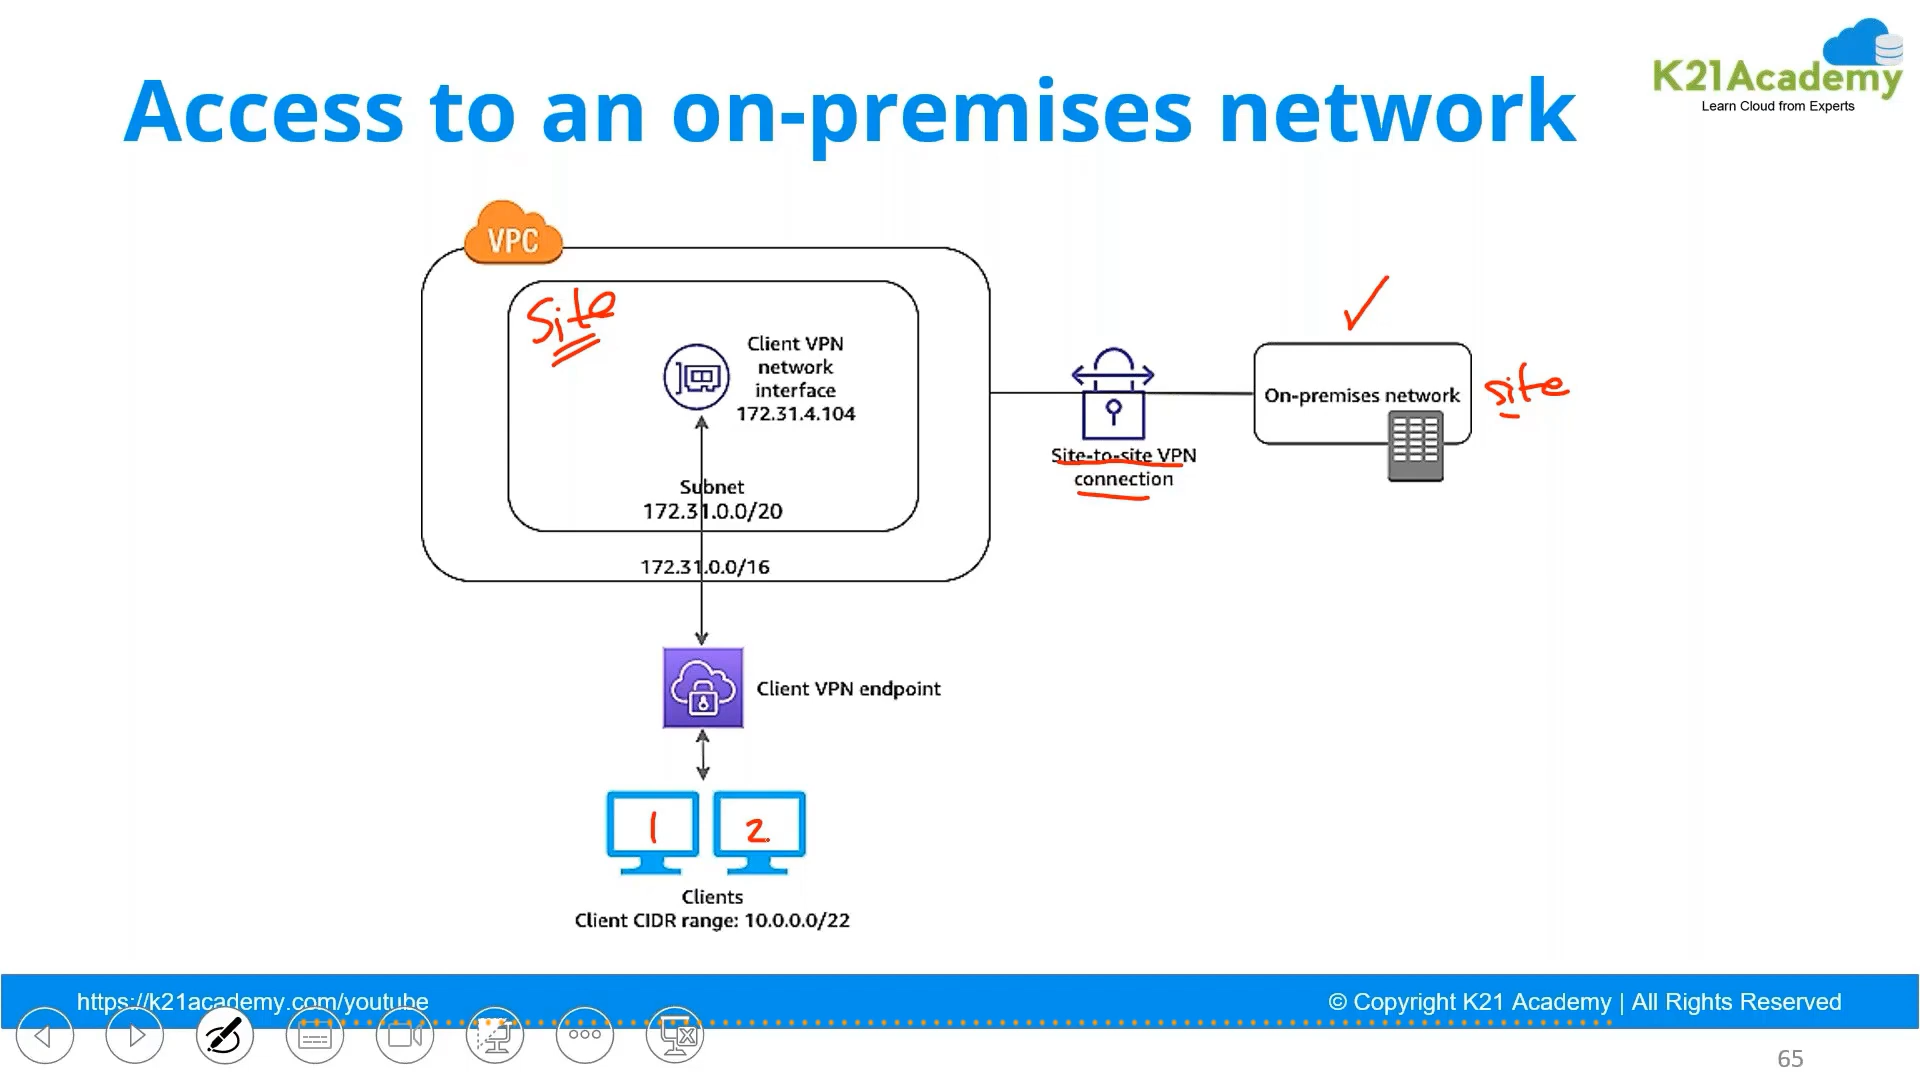 K21Academy
Learn Cloud from Experts
Access to an on-premises network
VPC
Site
Client VPN
network
interface
172.31.4.104
Subnet
172.31.0.0/20
172.31.0.0/16
Site-to-site VPN
connection
On-premises network
site
Client VPN endpoint
1
2
Clients
Client CIDR range: 10.0.0.0/22
https://k21academy.com/youtube
© Copyright K21 Academy | All Rights Reserved
65